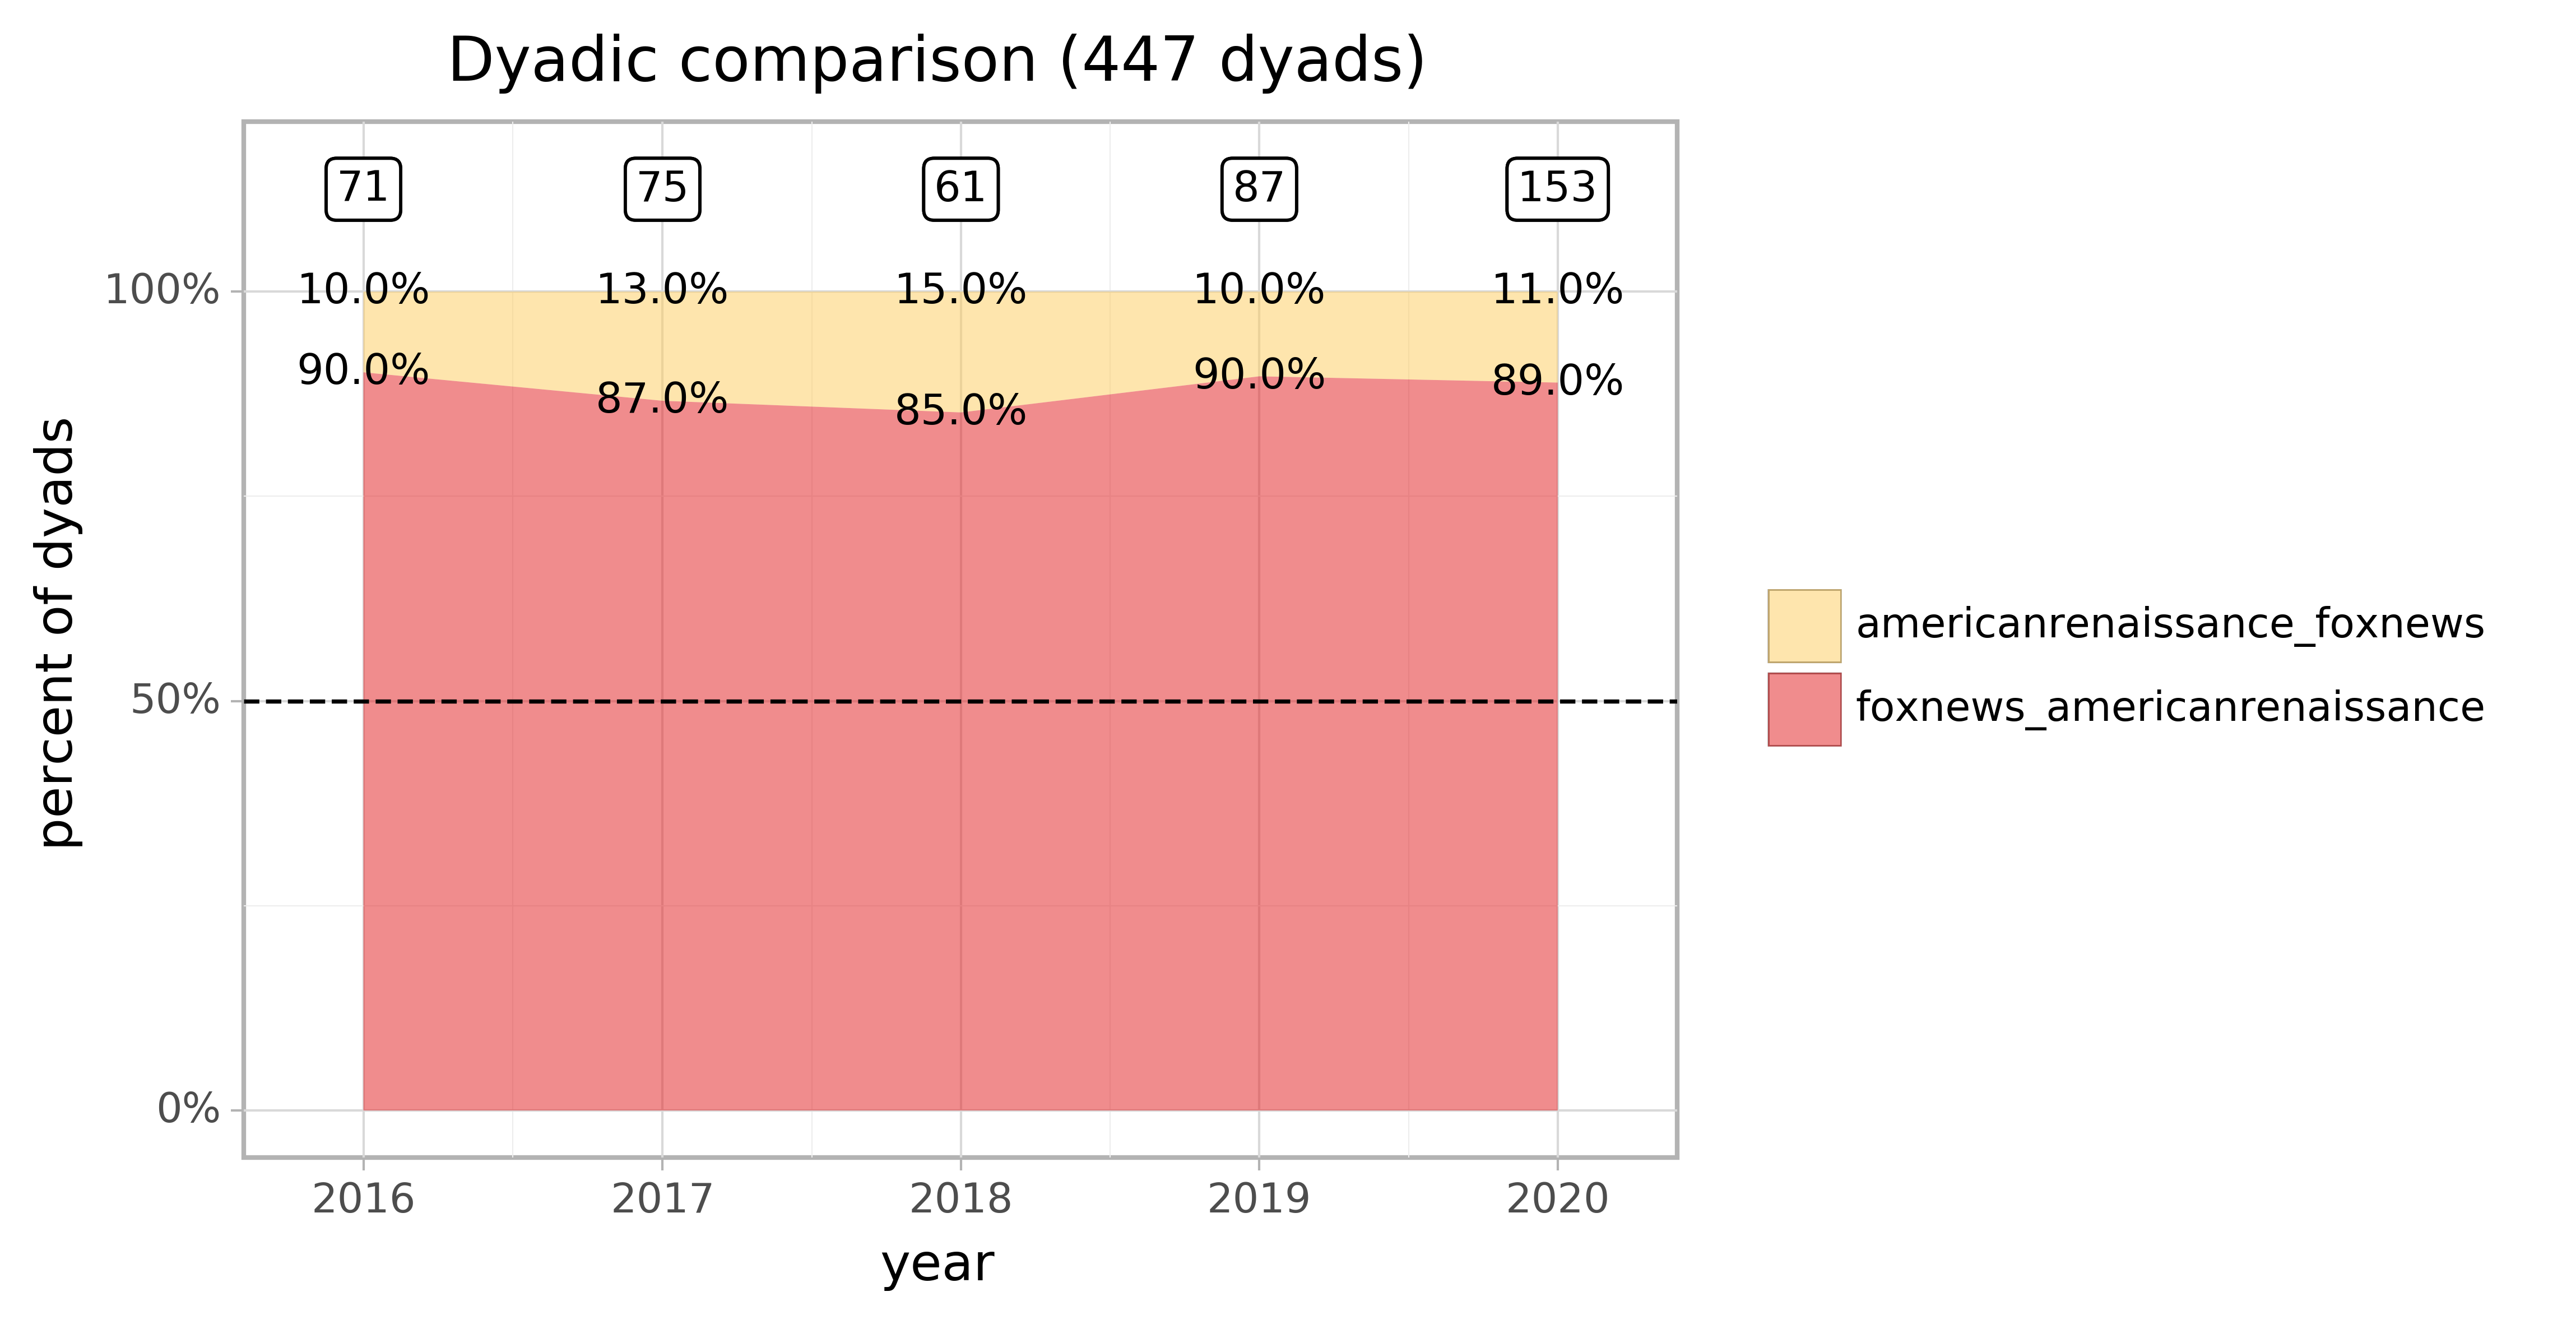 Dyadic comparison (447 dyads)
71 75 61 87 153
100%
10.0% 13.0% 15.0% 10.0% 11.0%
90.0% 87.0% 85.0% 90.0% 89.0%
percent of dyads
50%
0%
americanrenaissance_foxnews
foxnews_americanrenaissance
2016 2017 2018 2019 2020
year